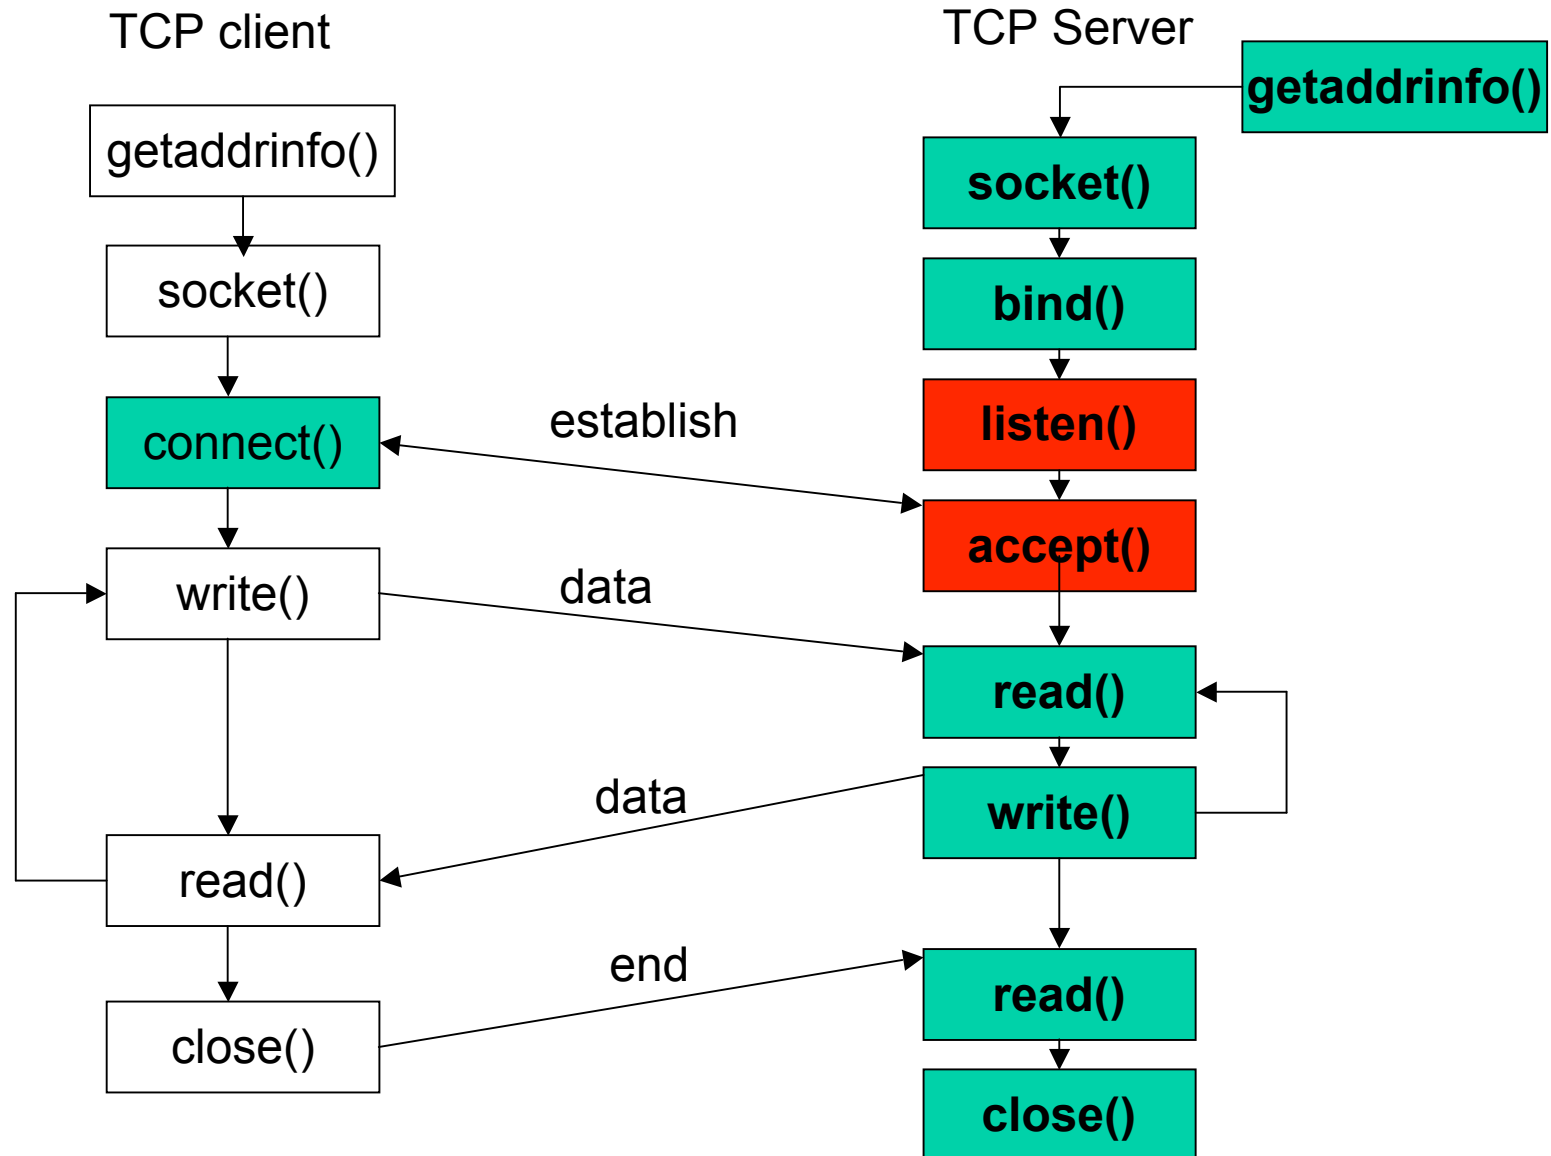 TCP client
getaddrinfo()
socket()
connect()
write()
read()
close()
establish
data
data
end
TCP Server
getaddrinfo()
socket()
bind()
listen()
accept()
read()
write()
read()
close()